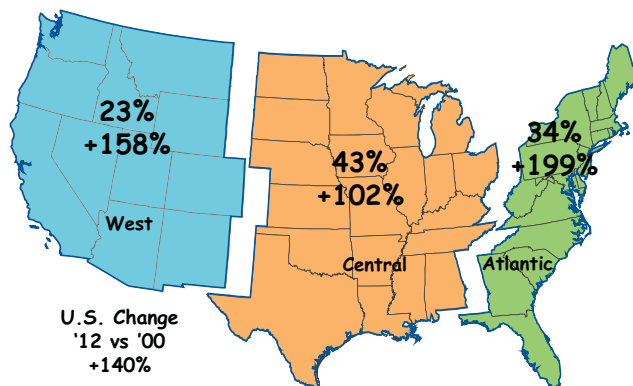 23%
+158%
West
43%
+102%
Central
34%
+199%
Atlantic
U.S. Change
'12 vs '00
+140%